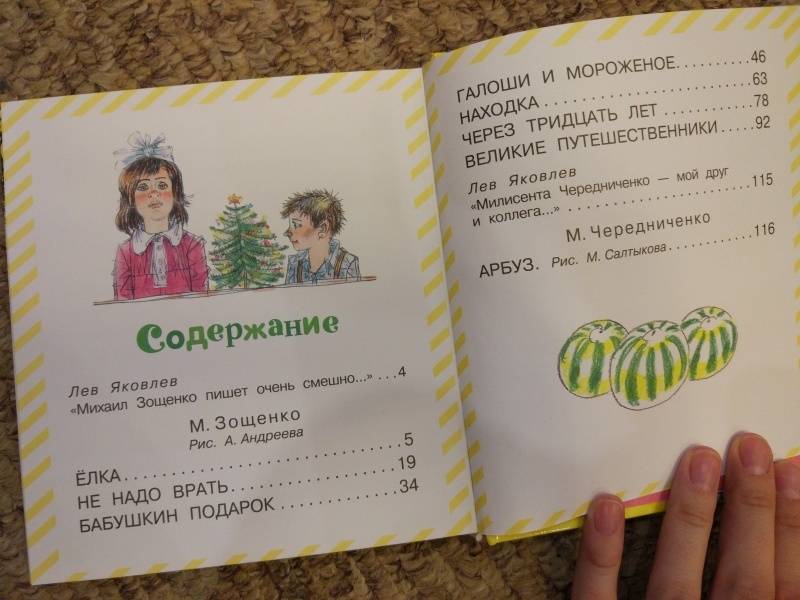 Содержание
Лев Яковлев
«Михаил Зощенко пишет очень смешно...» ...4
М. Зощенко
Рис. А. Андреева
ЁЛКА..............................5
НЕ НАДО ВРАТЬ....................19
БАБУШКИН ПОДАРОК ............34
ГАЛОШИ И МОРОЖЕНОЕ..........46
НАХОДКА..........................63
ЧЕРЕЗ ТРИДЦАТЬ ЛЕТ ...........78
ВЕЛИКИЕ ПУТЕШЕСТВЕННИКИ.....92
Лев Яковлев
«Милисента Чередниченко — мой друг
и коллега...» ........................115
М. Чередниченко
АРБУЗ. Рис. М. Салтыкова............116